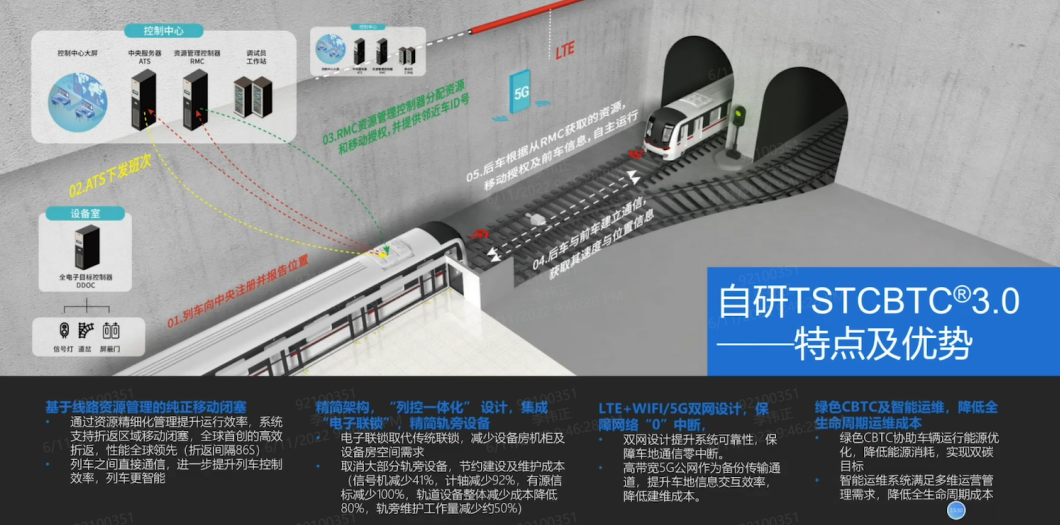 控制中心
控制中心大屏
中央服务器
ATS
资源管理控制器
RMC
调试员
工作站
控制中心
LTE
5G
02.ATS下发班次
03.RMC资源管理控制器分配资源
和移动授权,并提供邻近车ID号
05.后车根据从RMC获取的资源,
移动授权及前车信息,自主运行
04.后车与前车建立通信,
获取其速度与位置信息
01.列车向中央注册并报告位置
设备室
全电子目标控制器
DDOC
信号灯 道岔 屏蔽门
自研TSTCBTC®3.0
——特点及优势
基于线路资源管理的纯正移动闭塞
• 通过资源精细化管理提升运行效率，系统
支持折返区域移动闭塞，全球首创的高效
折返，性能全球领先（折返间隔86S）
• 列车之间直接通信，进一步提升列车控制
效率，列车更智能
精简架构，“列控一体化”设计，集成
“电子联锁”，精简轨旁设备
• 电子联锁取代传统联锁，减少设备房机柜及
设备房空间需求
• 取消大部分轨旁设备，节约建设及维护成本
（信号机减少41%，计轴减少92%，有源信
标减少100%，轨道设备整体减少成本降低
80%，轨旁维护工作量减少约50%）
LTE+WIFI/5G双网设计，保
障网络“0”中断，
• 双网设计提升系统可靠性，保
障车地通信零中断。
• 高带宽5G公网作为备份传输通
道，提升车地信息交互效率，
降低建维成本。
绿色CBTC及智能运维，降低全
生命周期运维成本
• 绿色CBTC协助车辆运行能源优
化，降低能源消耗，实现双碳
目标
• 智能运维系统满足多维运营管
理需求，降低全生命周期成本
92100351